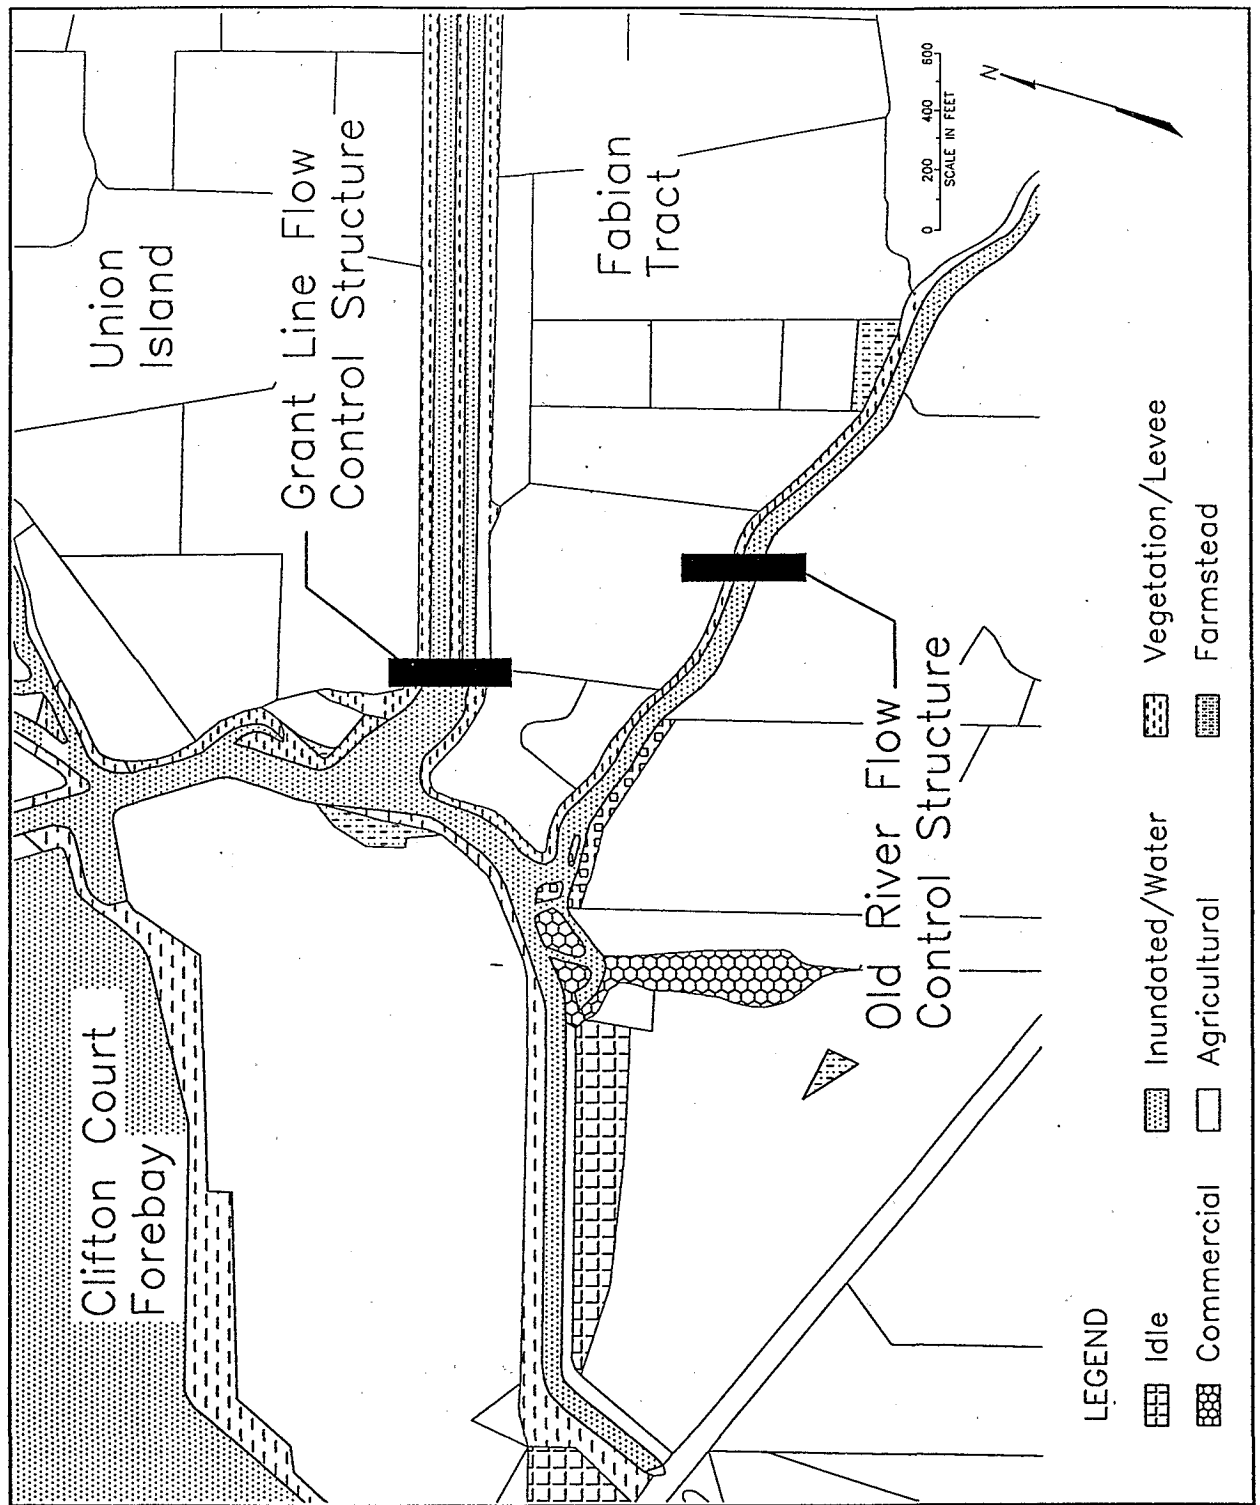 Clifton Court
Forebay
Union
Island
Grant Line Flow
Control Structure
Fabian
Tract
Old River Flow
Control Structure
N
0 200 400 600
SCALE IN FEET
LEGEND
Idle
Inundated/Water
Vegetation/Levee
Commercial
Agricultural
Farmstead